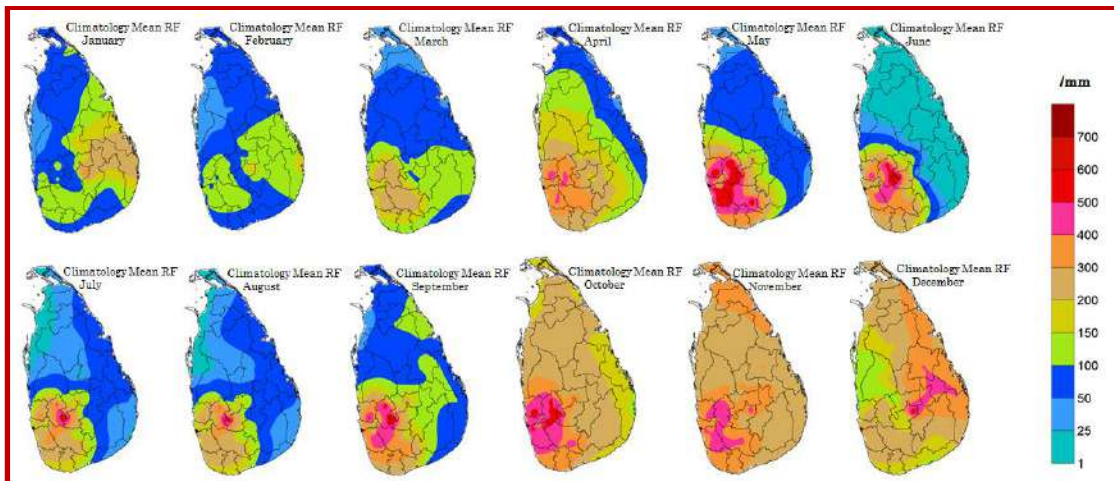 Climatology Mean RF
January
Climatology Mean RF
February
Climatology Mean RF
March
Climatology Mean RF
April
Climatology Mean RF
May
Climatology Mean RF
June
/mm
700
600
500
400
300
200
150
100
50
25
1
Climatology Mean RF
July
Climatology Mean RF
August
Climatology Mean RF
September
Climatology Mean RF
October
Climatology Mean RF
November
Climatology Mean RF
December